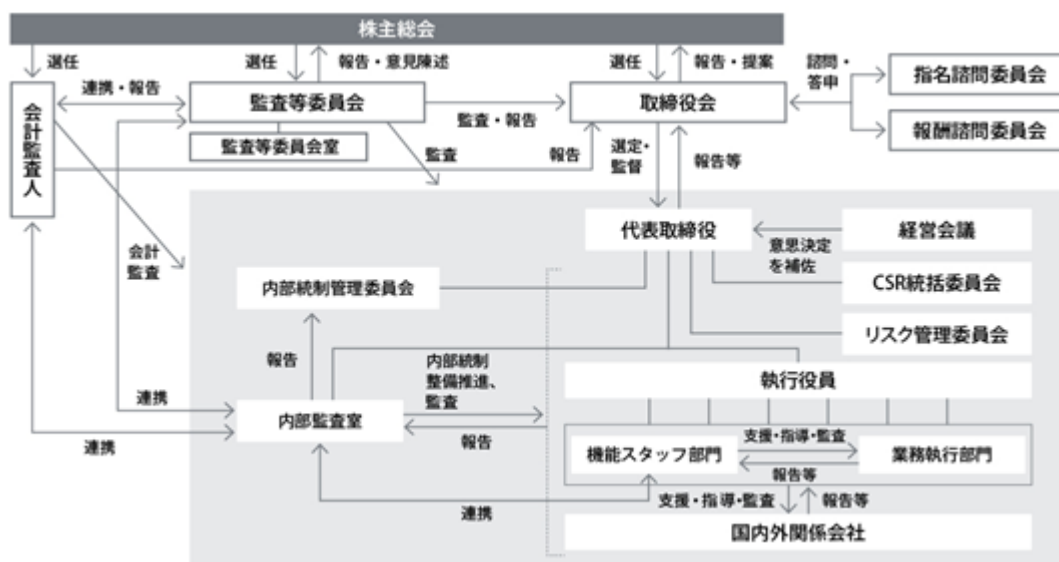 株主総会
選任
選任
報告・意見陳述
選任
報告・提案
諮問・
答申
指名諮問委員会
報酬諮問委員会
会計監査人
連携・報告
監査等委員会
監査・報告
取締役会
監査等委員会室
監査
報告
選定・
監督
報告等
会計
監査
代表取締役
意思決定
を補佐
経営会議
CSR統括委員会
リスク管理委員会
内部統制管理委員会
報告
内部統制
整備推進、
監査
執行役員
連携
連携
内部監査室
報告
機能スタッフ部門
支援・指導・監査
報告等
業務執行部門
連携
支援・指導・監査
報告等
国内外関係会社